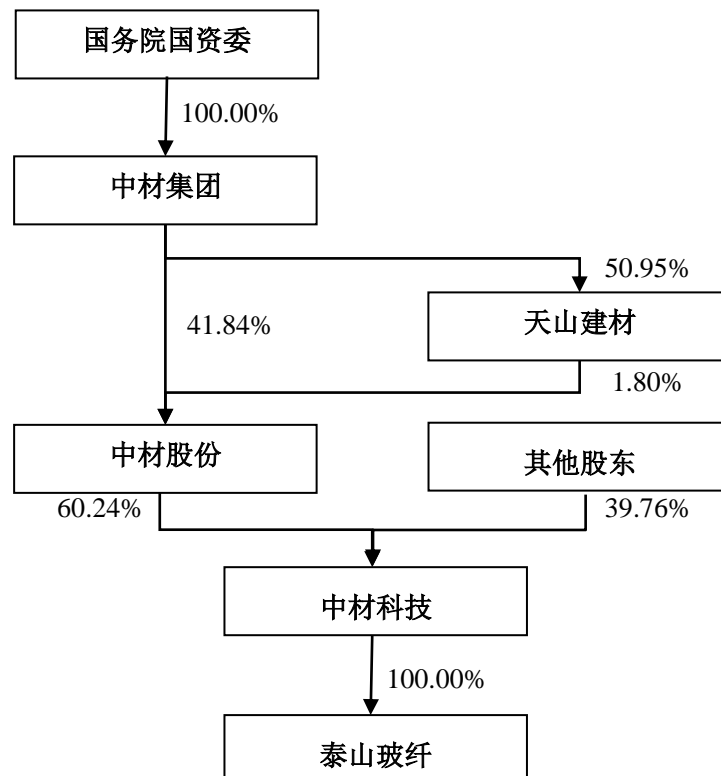 国务院国资委
100.00%
中材集团
50.95%
41.84%
天山建材
1.80%
中材股份
其他股东
60.24%
39.76%
中材科技
100.00%
泰山玻纤